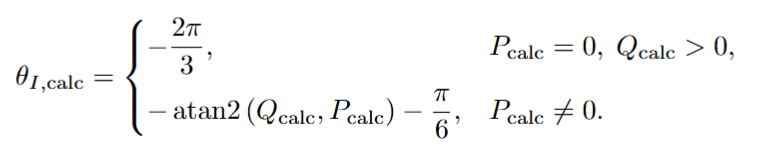 θ_{I,calc} = { −2π/3, P_calc = 0, Q_calc > 0,
− atan2 (Q_calc, P_calc) − π/6, P_calc ≠ 0.